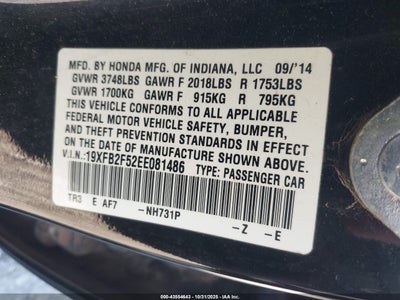 MFD. BY HONDA MFG. OF INDIANA, LLC 09/'14
GVWR 3748LBS GAWR F 2018LBS R 1753LBS
GVWR 1700KG GAWR F 915KG R 795KG
THIS VEHICLE CONFORMS TO ALL APPLICABLE
FEDERAL MOTOR VEHICLE SAFETY, BUMPER,
AND THEFT PREVENTION STANDARDS IN EFFECT
ON THE DATE OF MANUFACTURE SHOWN ABOVE.
V.I.N.:19XFB2F52EE081486 TYPE: PASSENGER CAR
TR3 E AF7 -NH731P -Z -E
ID: 000-43554643 - 10/31/2025 - IAA Inc.